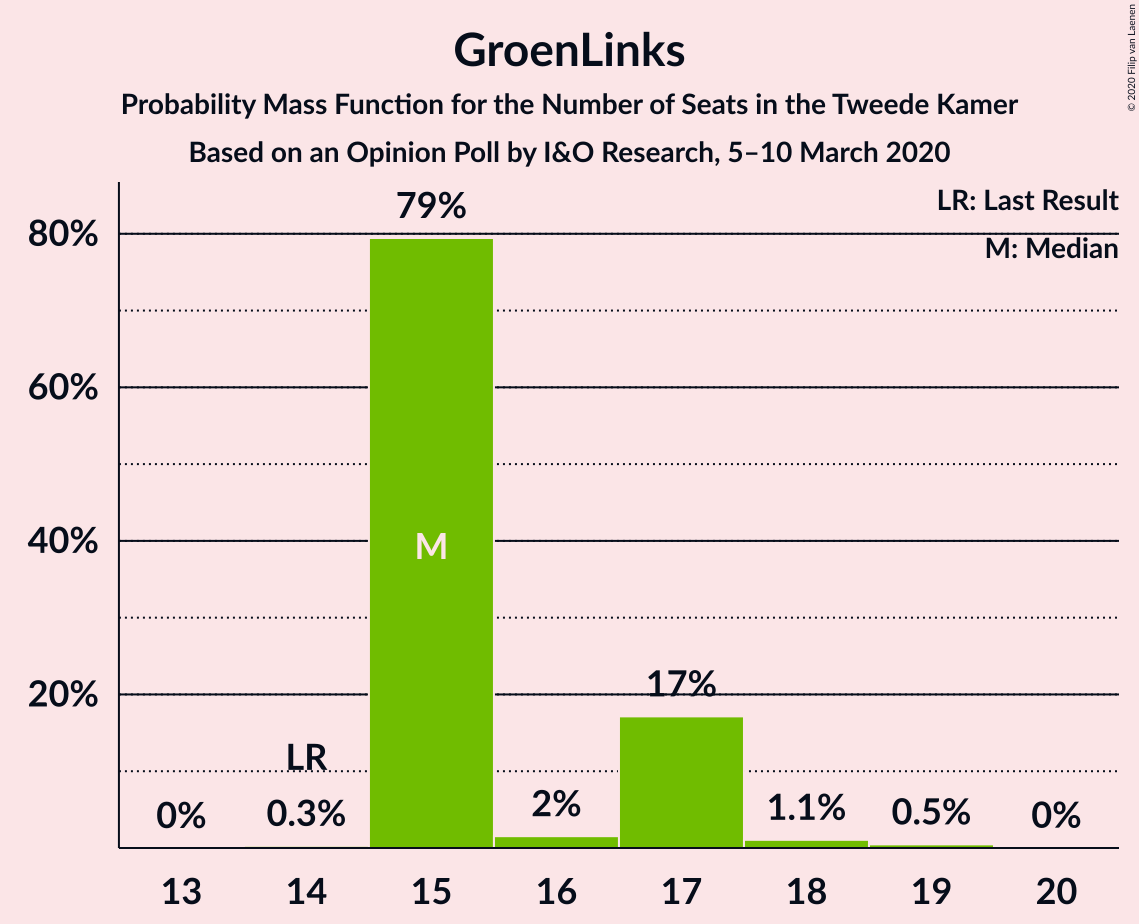 GroenLinks
Probability Mass Function for the Number of Seats in the Tweede Kamer
Based on an Opinion Poll by I&O Research, 5–10 March 2020
© 2020 Filip van Laenen
LR: Last Result
M: Median
80%
60%
40%
20%
0%
LR
0.3%
79%
M
2%
17%
1.1%
0.5%
0%
13 14 15 16 17 18 19 20